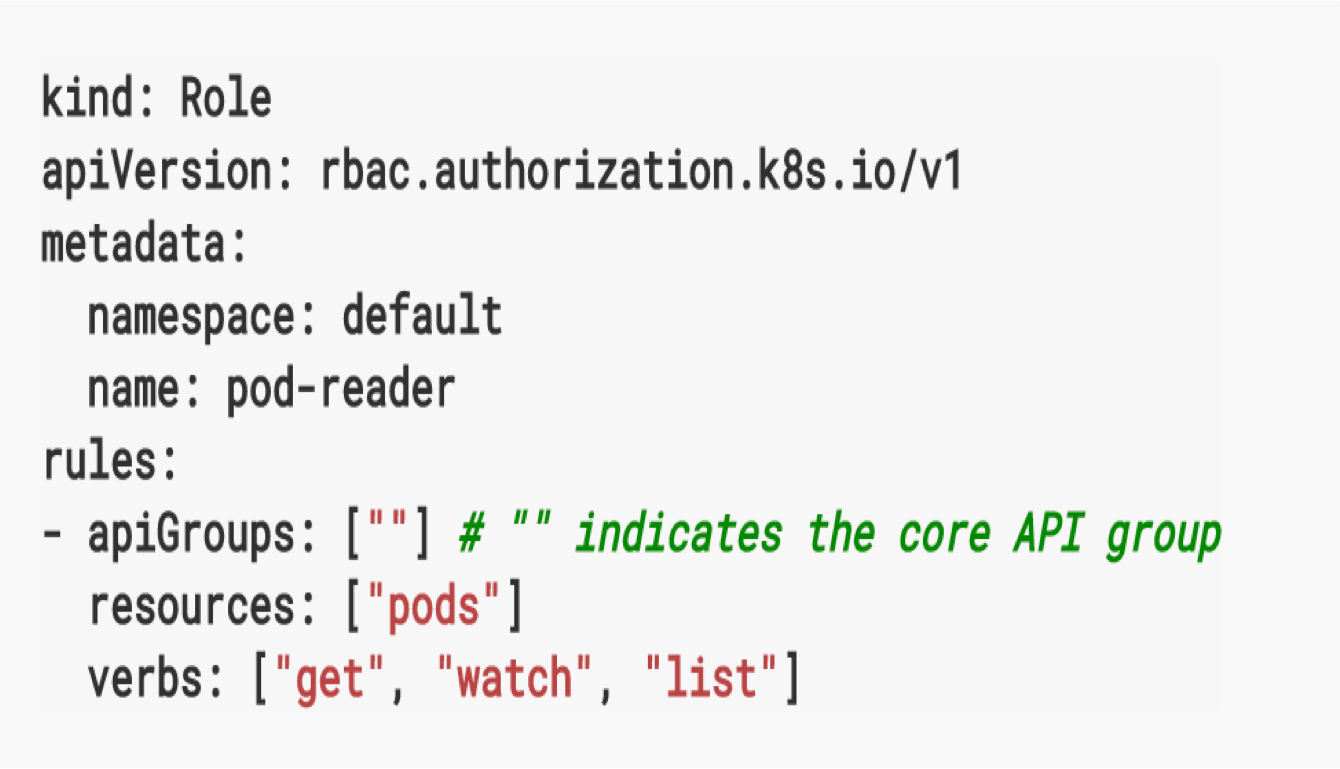 kind: Role
apiVersion: rbac.authorization.k8s.io/v1
metadata:
  namespace: default
  name: pod-reader
rules:
- apiGroups: [""] # "" indicates the core API group
  resources: ["pods"]
  verbs: ["get", "watch", "list"]